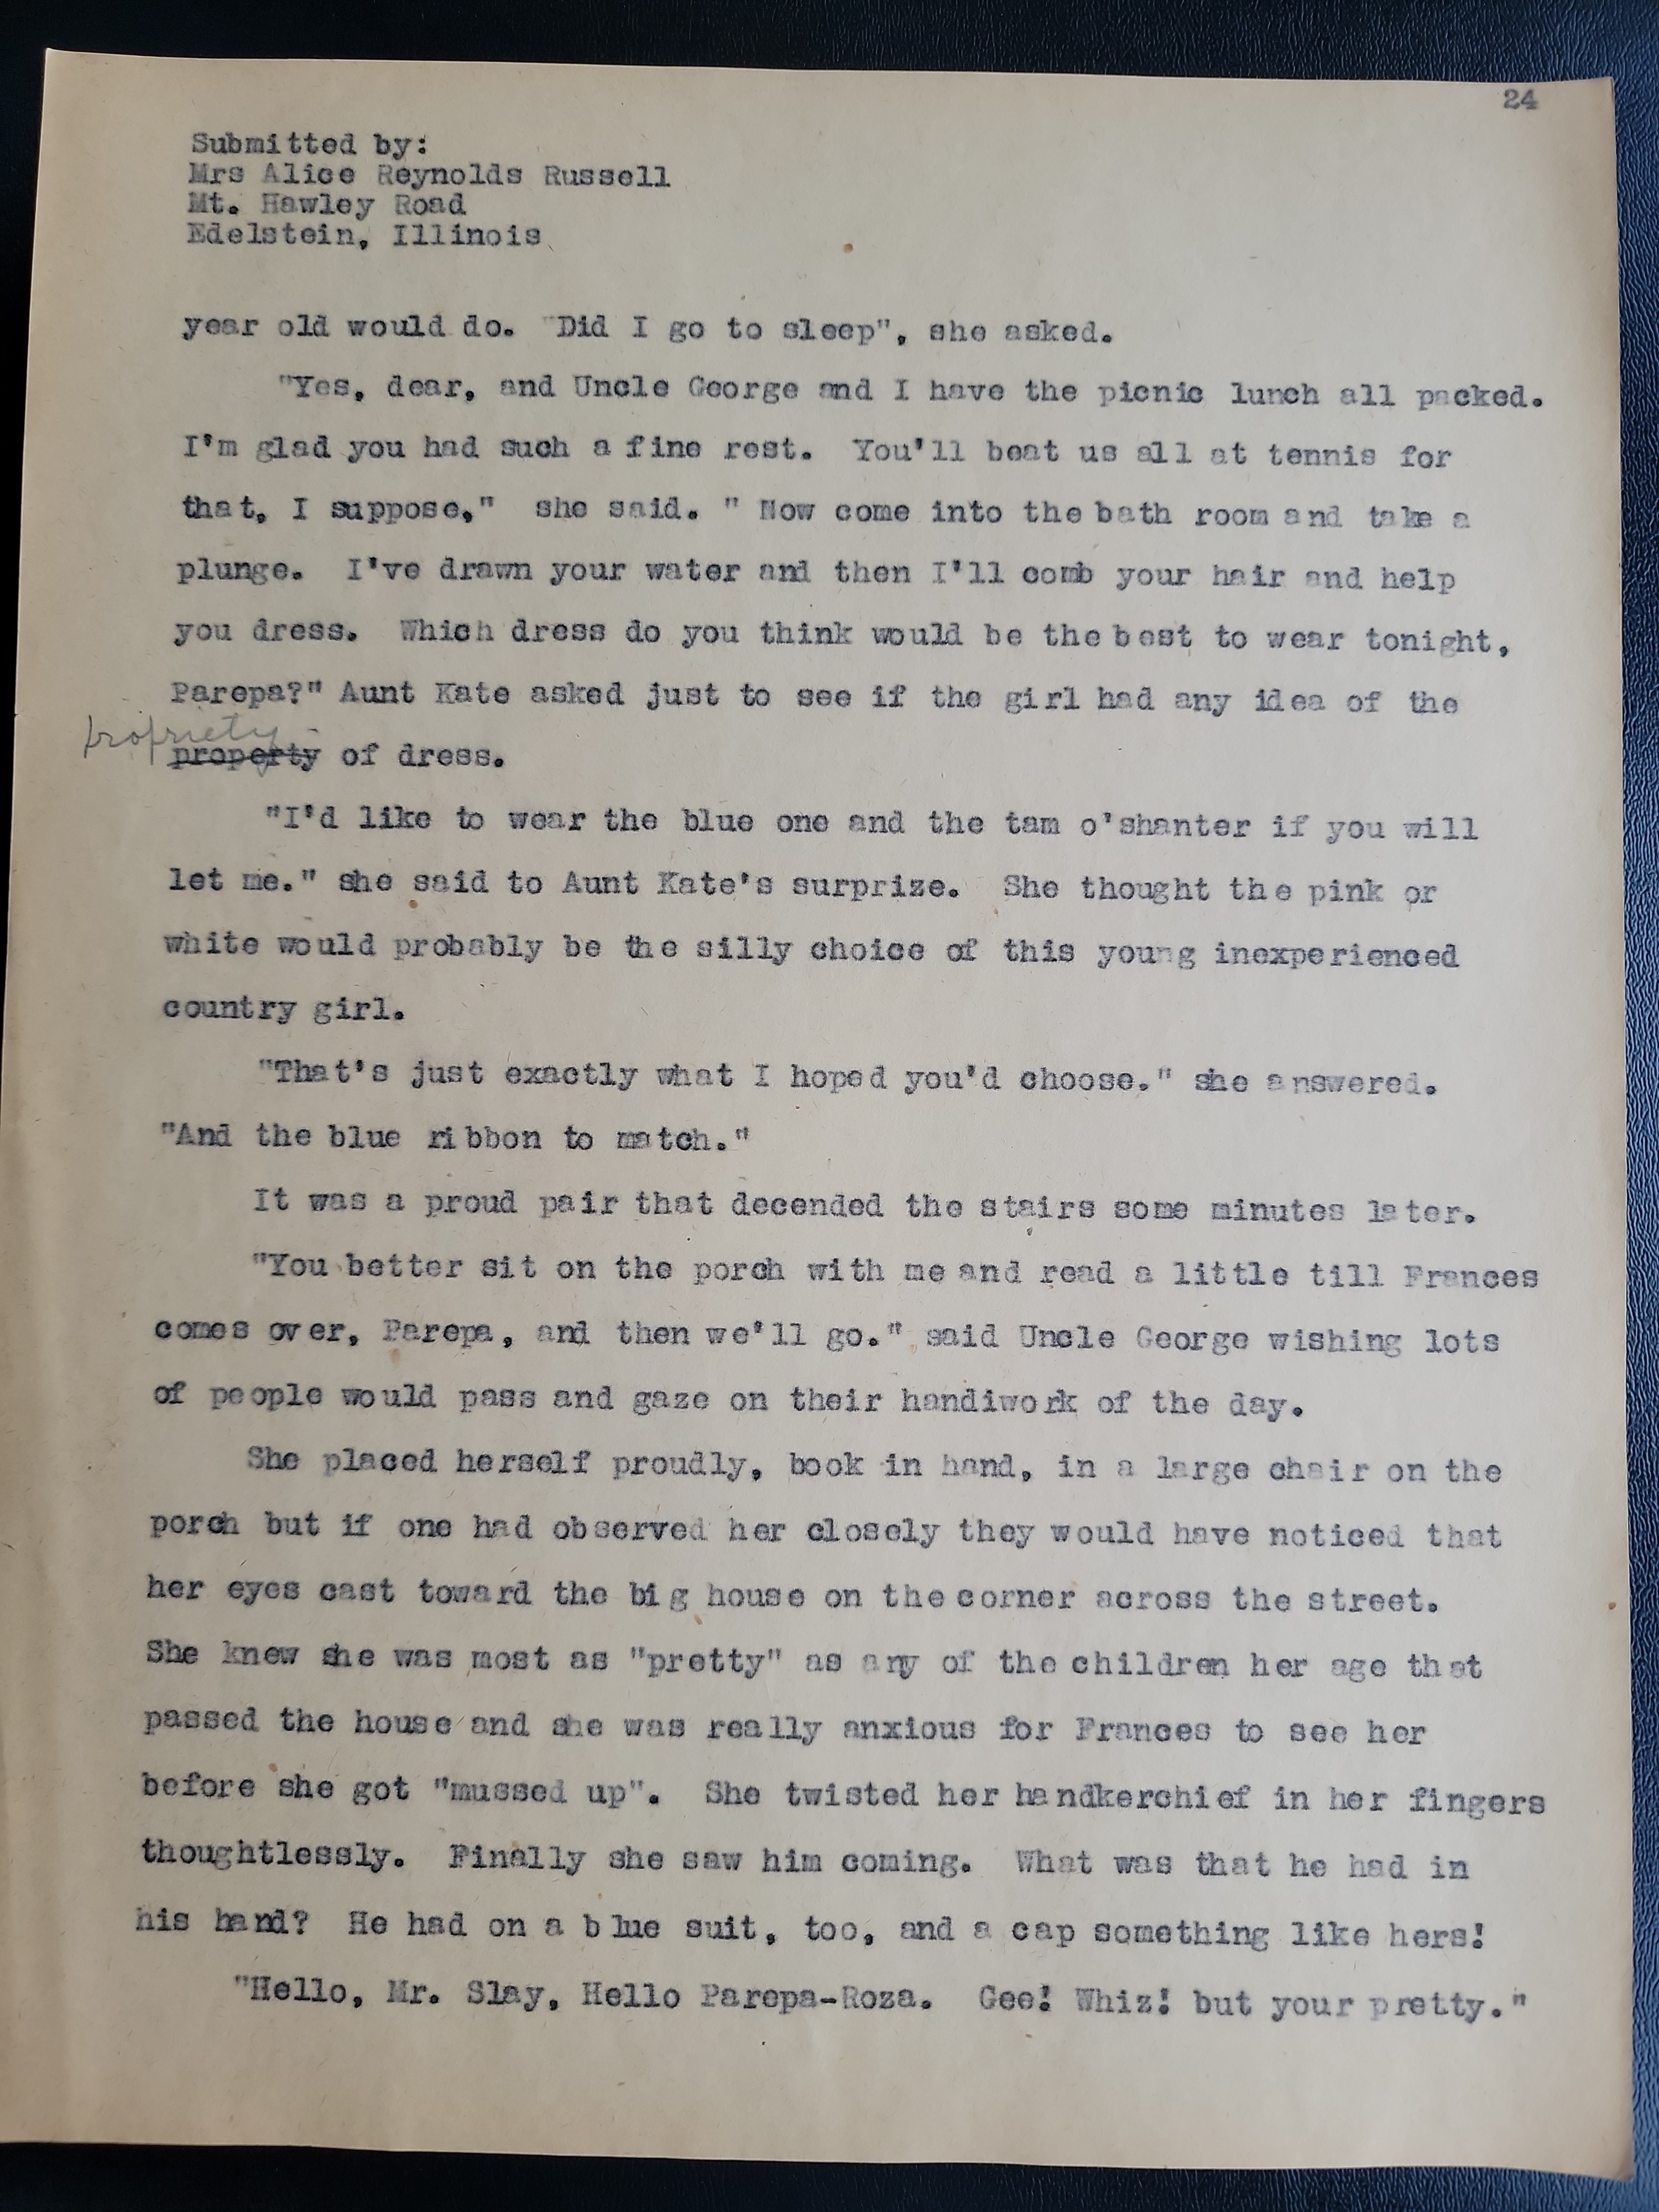 24
Submitted by:
Mrs Alice Reynolds Russell
Mt. Hawley Road
Edelstein, Illinois
year old would do. "Did I go to sleep", she asked.
"Yes, dear, and Uncle George and I have the picnic lunch all packed.
I'm glad you had such a fine rest. You'll beat us all at tennis for
that, I suppose," she said. " Now come into the bath room and take a
plunge. I've drawn your water and then I'll comb your hair and help
you dress. Which dress do you think would be the best to wear tonight,
Parepa?" Aunt Kate asked just to see if the girl had any idea of the
propriety
property of dress.
"I'd like to wear the blue one and the tam o'shanter if you will
let me." she said to Aunt Kate's surprize. She thought the pink or
white would probably be the silly choice of this young inexperienced
country girl.
"That's just exactly what I hoped you'd choose." she answered.
"And the blue ribbon to match."
It was a proud pair that decended the stairs some minutes later.
"You better sit on the porch with me and read a little till Frances
comes over, Parepa, and then we'll go." said Uncle George wishing lots
of people would pass and gaze on their handiwork of the day.
She placed herself proudly, book in hand, in a large chair on the
porch but if one had observed her closely they would have noticed that
her eyes cast toward the big house on the corner across the street.
She knew she was most as "pretty" as any of the children her age that
passed the house and she was really anxious for Frances to see her
before she got "mussed up". She twisted her handkerchief in her fingers
thoughtlessly. Finally she saw him coming. What was that he had in
his hand? He had on a blue suit, too, and a cap something like hers!
"Hello, Mr. Slay, Hello Parepa-Roza. Gee! Whiz! but your pretty."